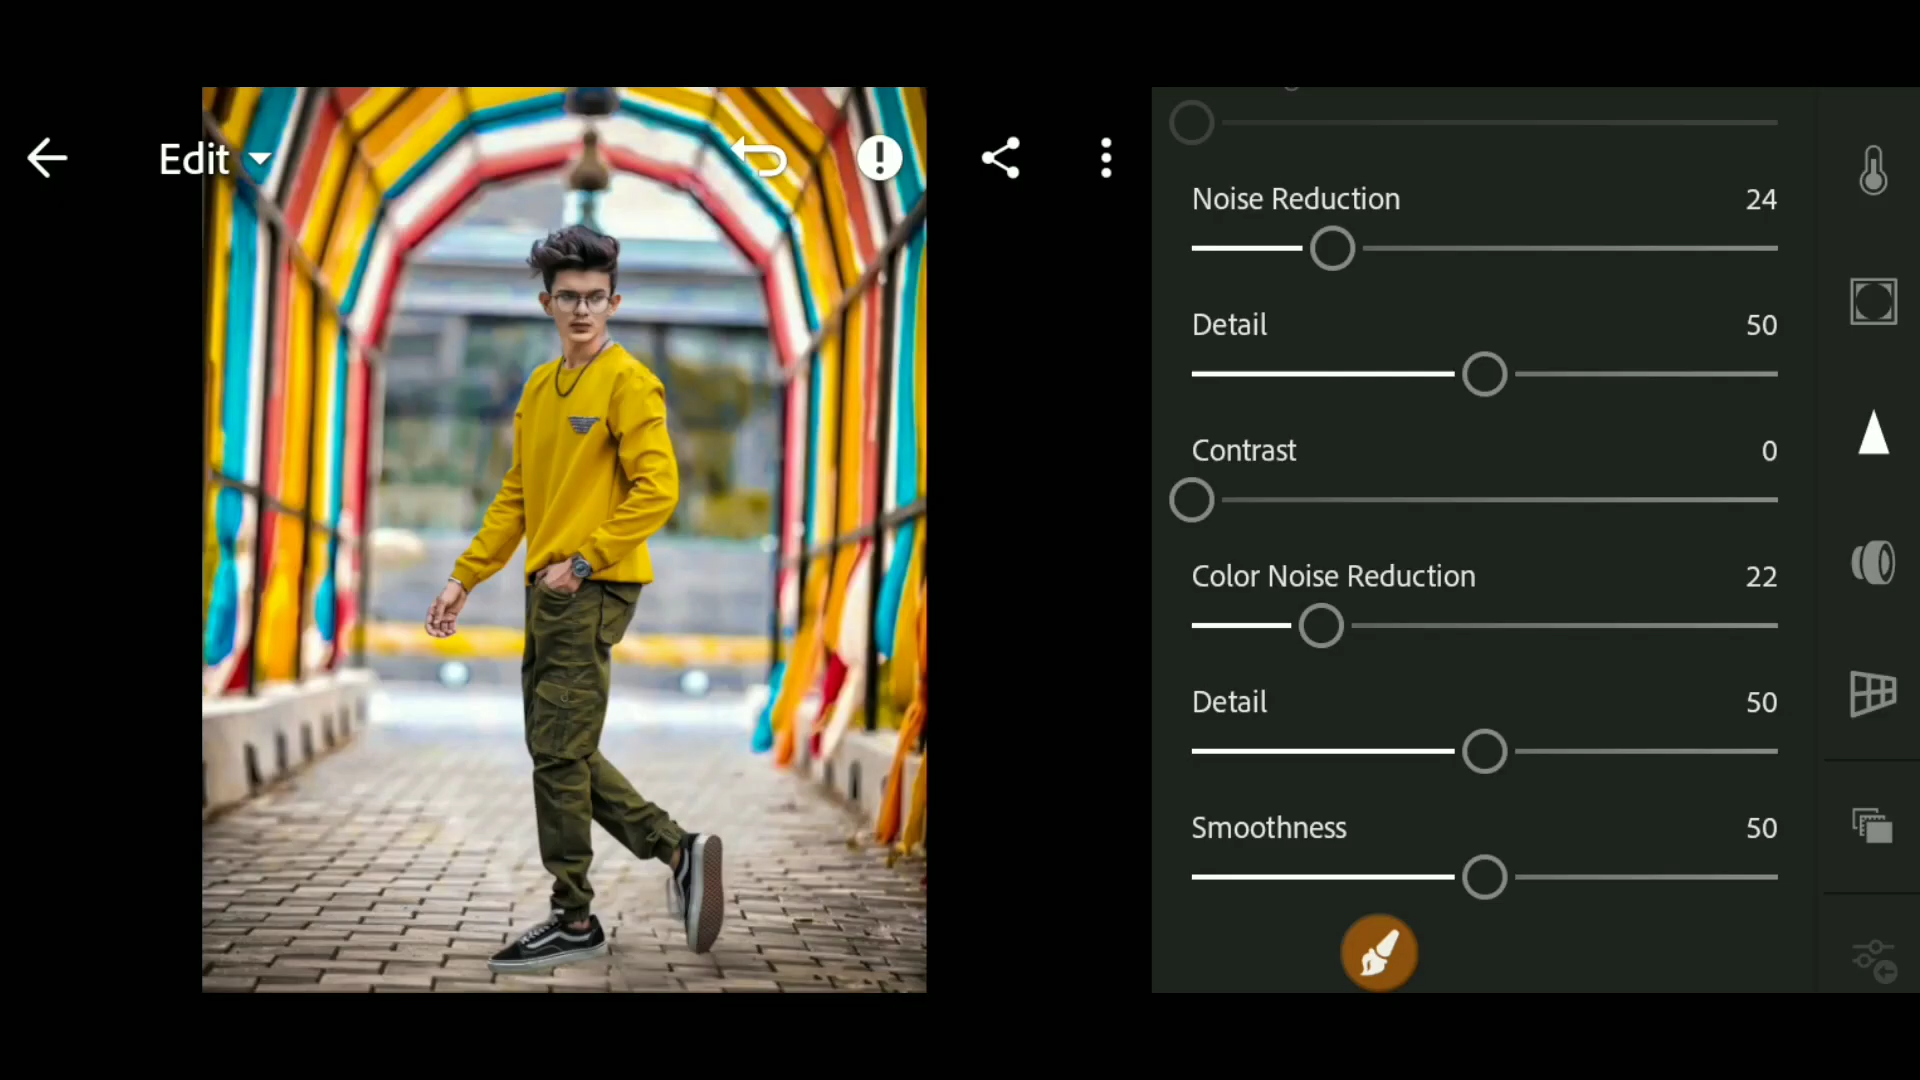 Edit
Noise Reduction 24
Detail 50
Contrast 0
Color Noise Reduction 22
Detail 50
Smoothness 50